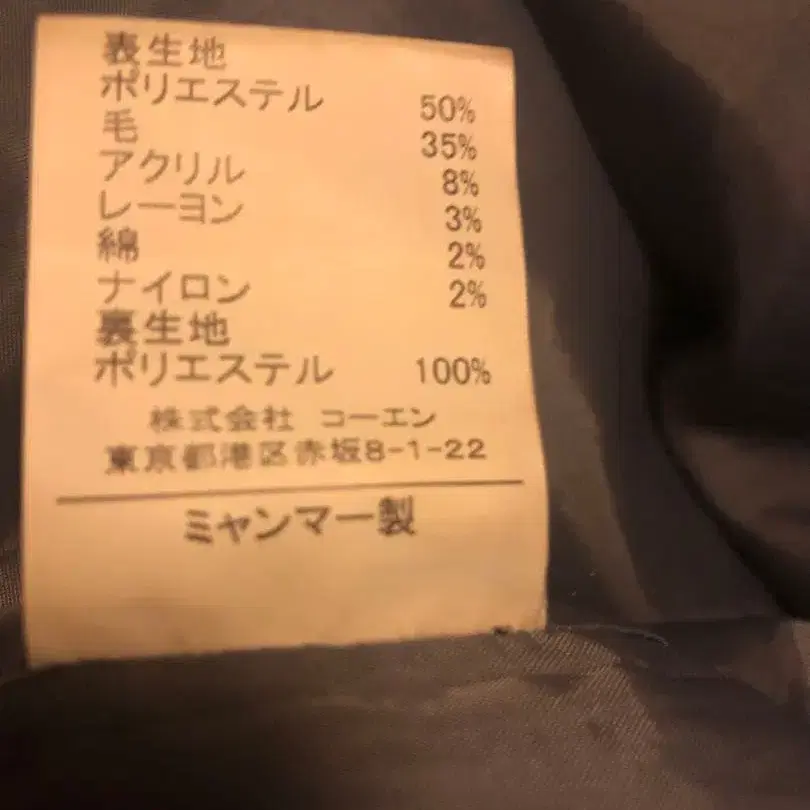 表生地
ポリエステル 50%
毛 35%
アクリル 8%
レーヨン 3%
綿 2%
ナイロン 2%
裏生地
ポリエステル 100%
株式会社 コーエン
東京都港区赤坂8-1-22
ミャンマー製